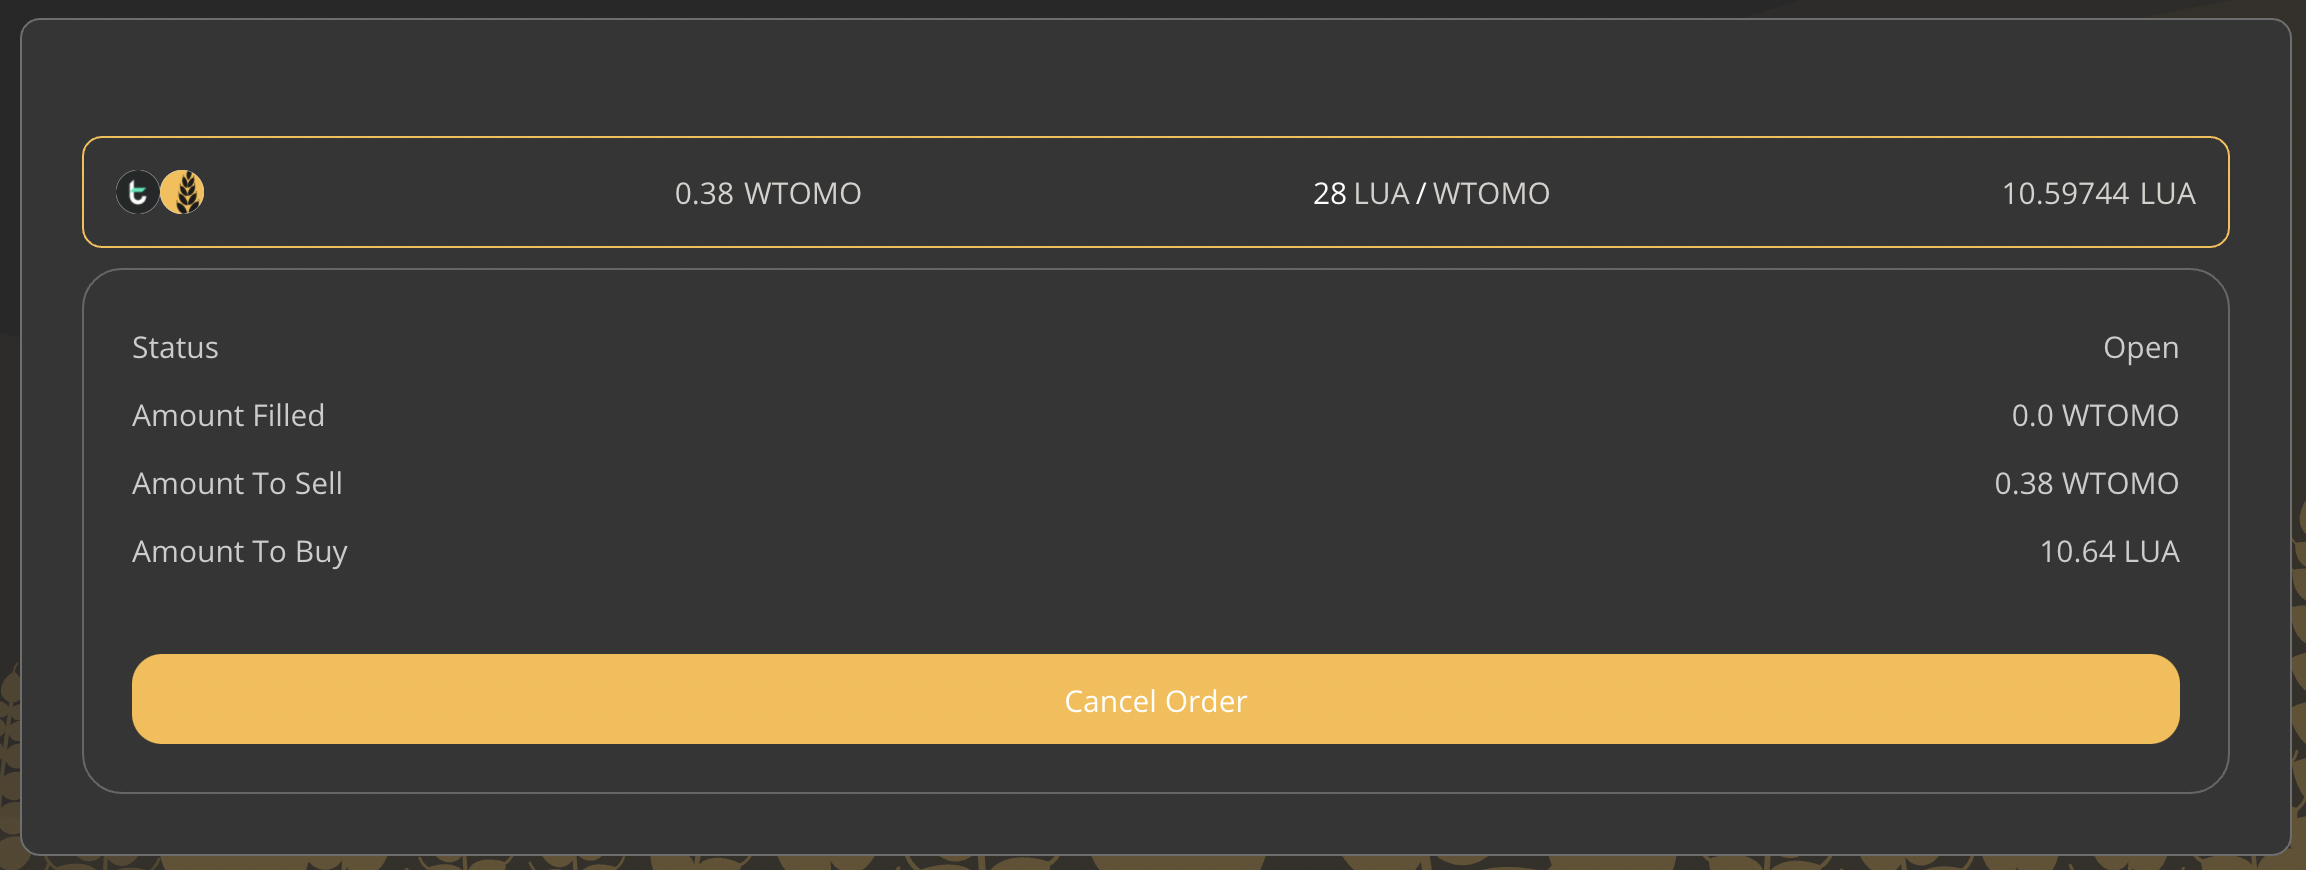 0.38 WTOMO 28 LUA / WTOMO 10.59744 LUA
Status Open
Amount Filled 0.0 WTOMO
Amount To Sell 0.38 WTOMO
Amount To Buy 10.64 LUA
Cancel Order